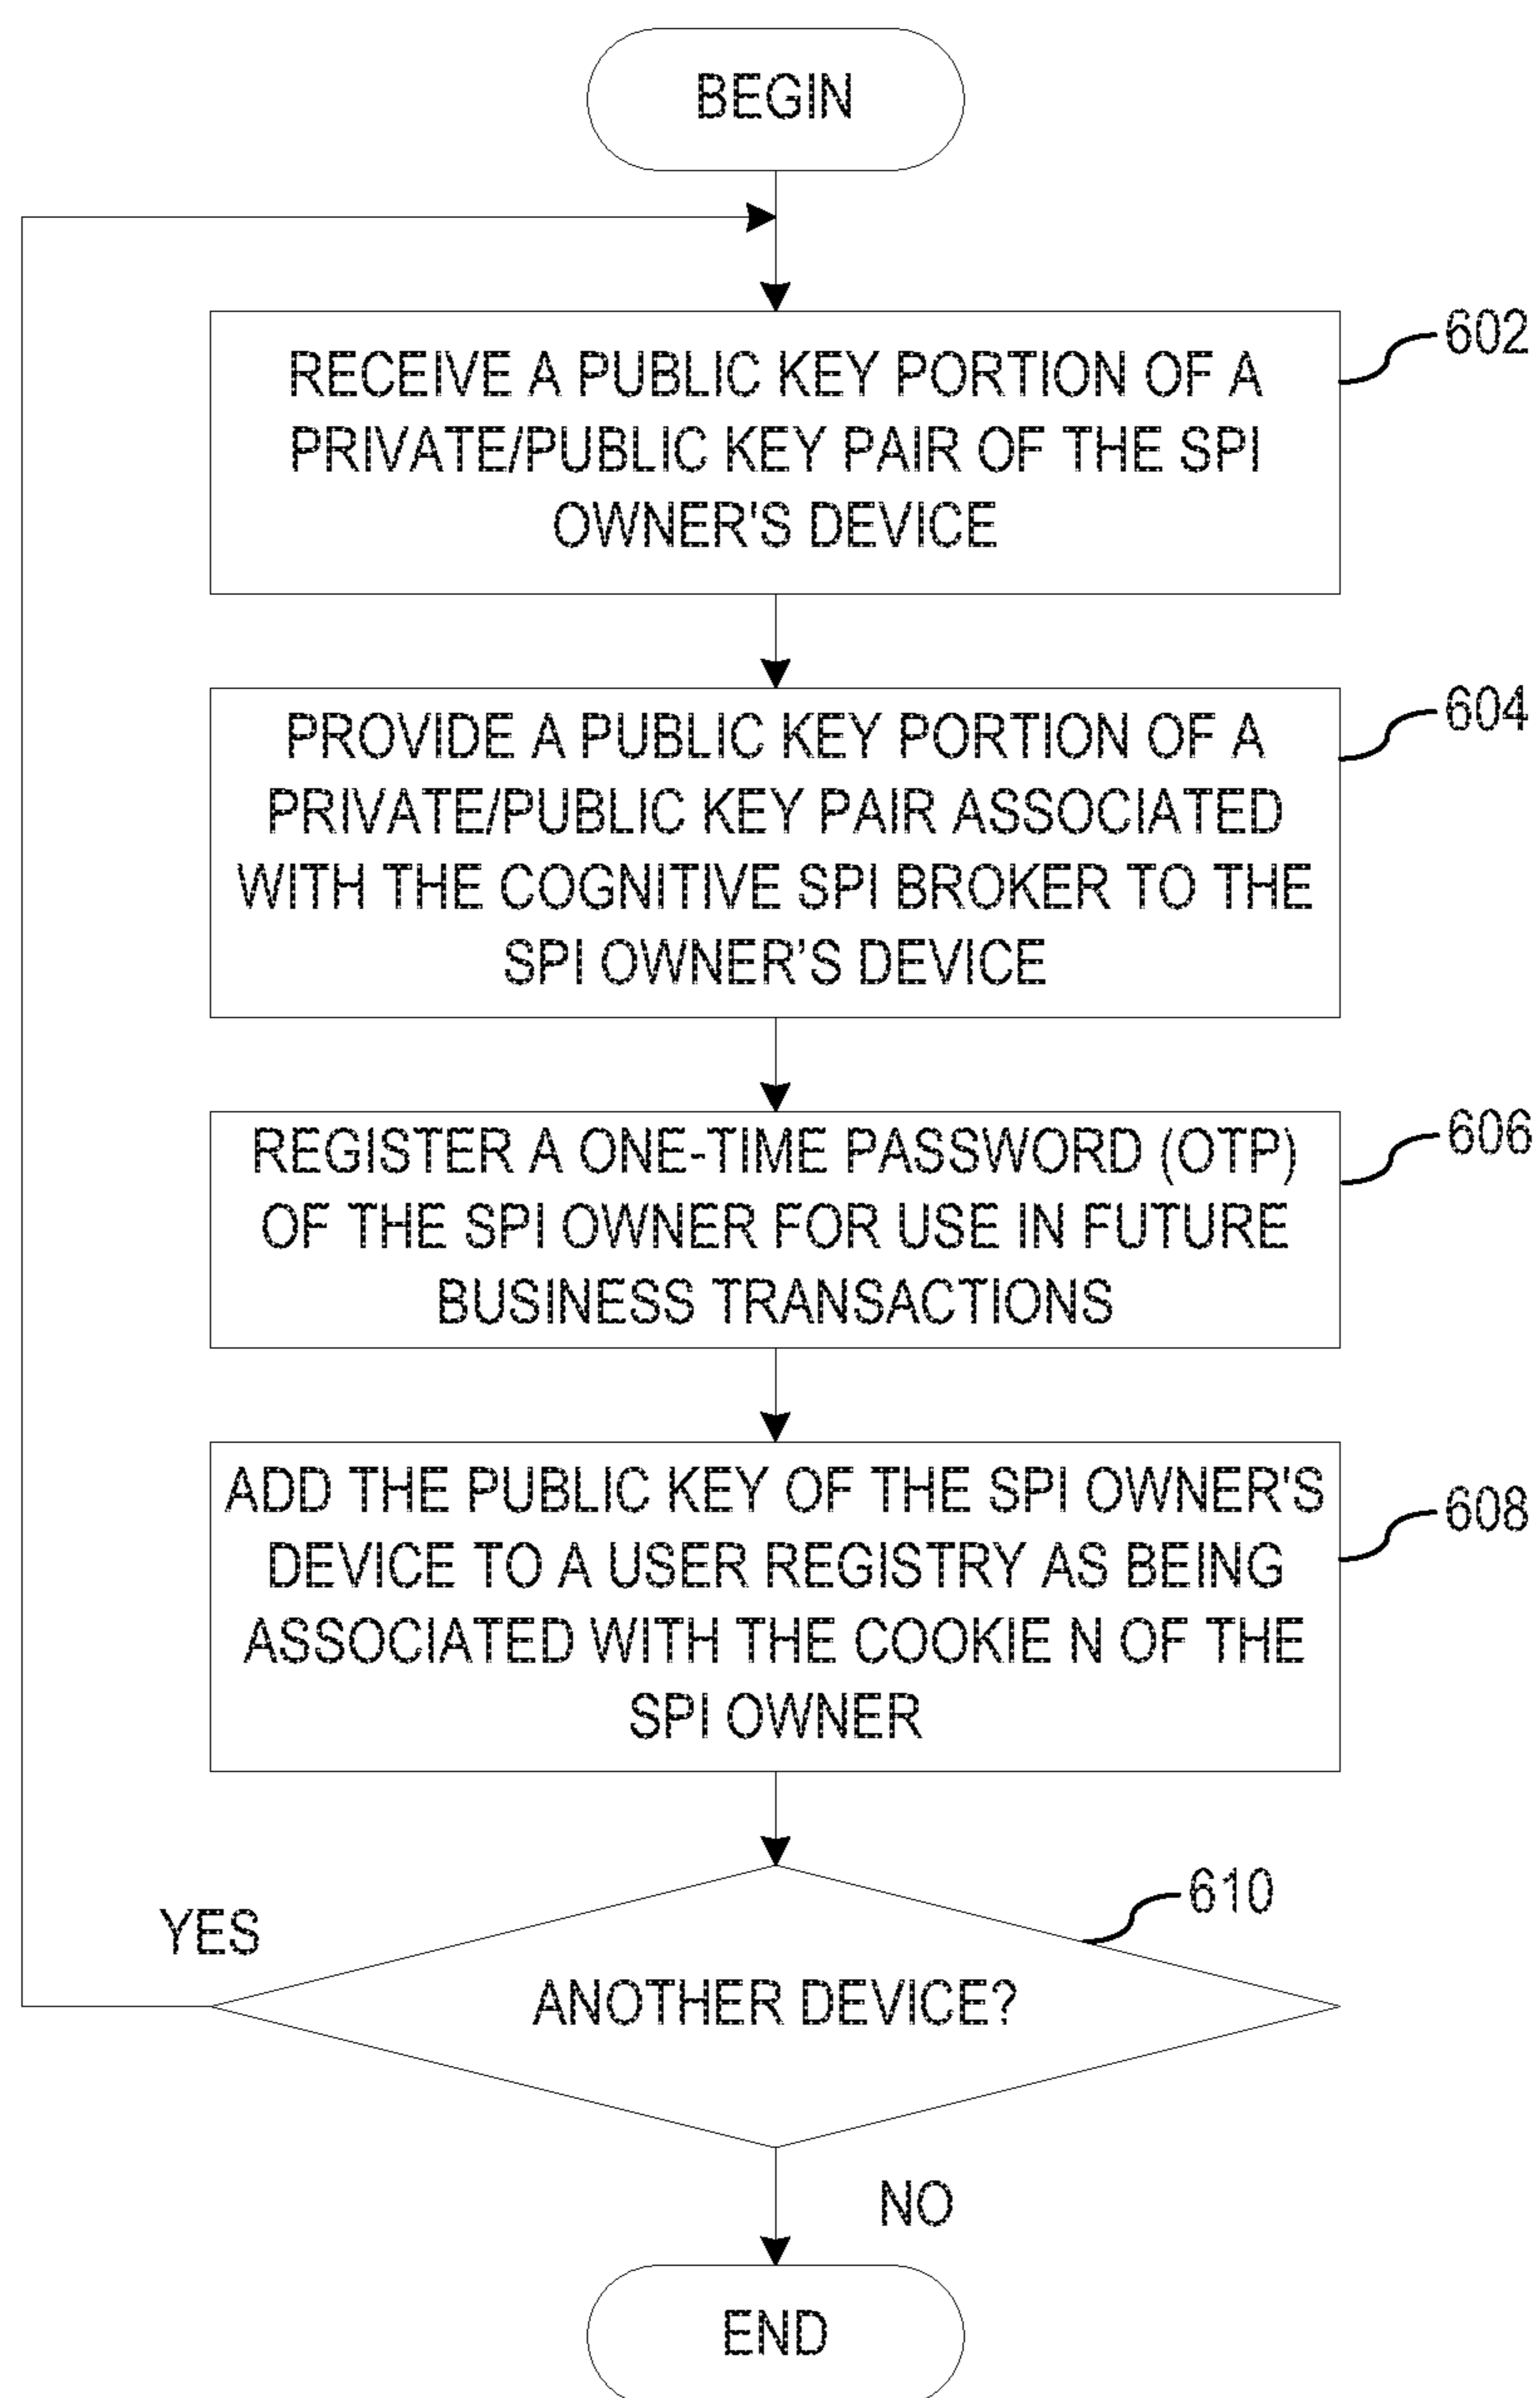 BEGIN
RECEIVE A PUBLIC KEY PORTION OF A
PRIVATE/PUBLIC KEY PAIR OF THE SPI
OWNER'S DEVICE
602
PROVIDE A PUBLIC KEY PORTION OF A
PRIVATE/PUBLIC KEY PAIR ASSOCIATED
WITH THE COGNITIVE SPI BROKER TO THE
SPI OWNER’S DEVICE
604
REGISTER A ONE-TIME PASSWORD (OTP)
OF THE SPI OWNER FOR USE IN FUTURE
BUSINESS TRANSACTIONS
606
ADD THE PUBLIC KEY OF THE SPI OWNER'S
DEVICE TO A USER REGISTRY AS BEING
ASSOCIATED WITH THE COOKIE N OF THE
SPI OWNER
608
610
YES
ANOTHER DEVICE?
NO
END